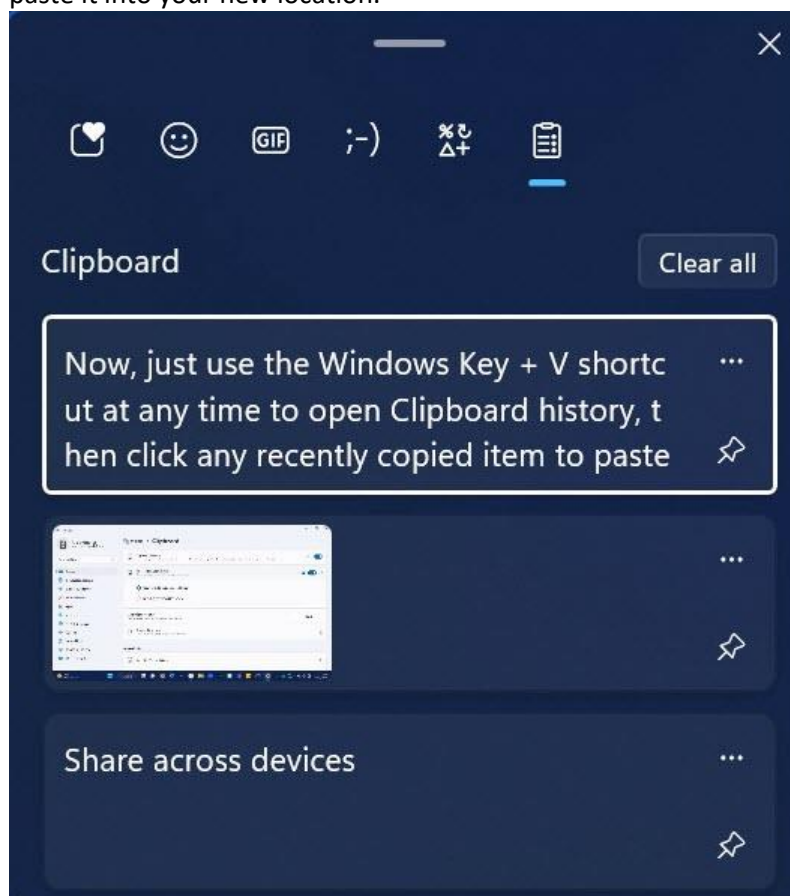 paste it into your new location.
GIF ;-)
Clipboard
Clear all
Now, just use the Windows Key + V shortc
ut at any time to open Clipboard history, t
hen click any recently copied item to paste
Share across devices